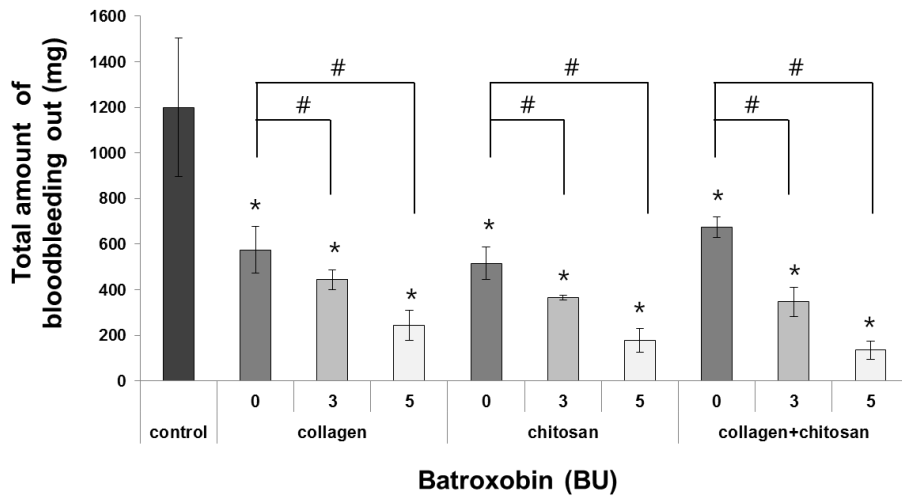 Total amount of
bloodbleeding out (mg)
1600
1400
1200
1000
800
600
400
200
0
# # #
# # #
* * *
* * *
* * *
0 3 5 0 3 5 0 3 5
control collagen chitosan collagen+chitosan
Batroxobin (BU)